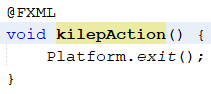 @FXML
void kilepAction() {
    Platform.exit();
}